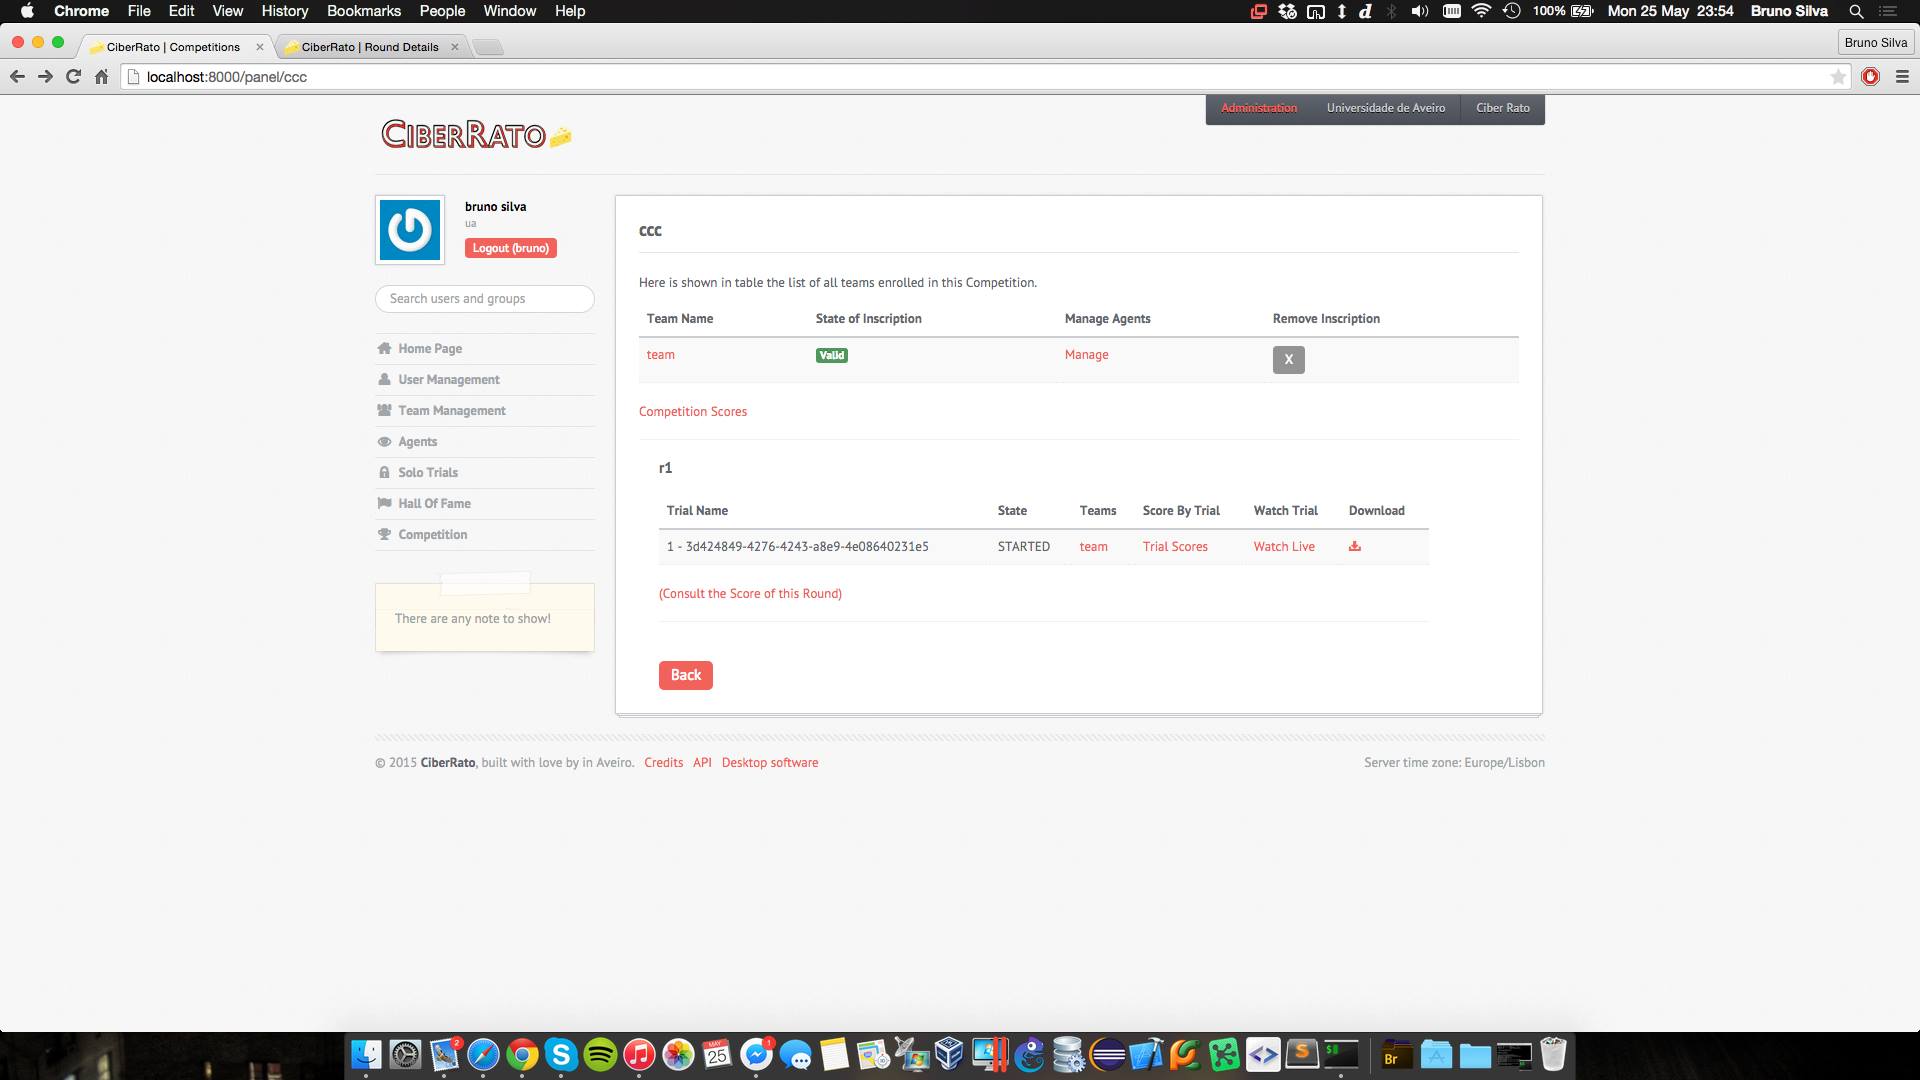 Chrome File Edit View History Bookmarks People Window Help 100% Mon 25 May 23:54 Bruno Silva
CiberRato | Competitions
CiberRato | Round Details
Bruno Silva
localhost:8000/panel/ccc
Administration Universidade de Aveiro Ciber Rato
CIBERRATO
bruno silva
ua
Logout (bruno)
Search users and groups
Home Page
User Management
Team Management
Agents
Solo Trials
Hall Of Fame
Competition
There are any note to show!
ccc
Here is shown in table the list of all teams enrolled in this Competition.
Team Name State of Inscription Manage Agents Remove Inscription
team Valid Manage X
Competition Scores
r1
Trial Name State Teams Score By Trial Watch Trial Download
1 - 3d424849-4276-4243-a8e9-4e08640231e5 STARTED team Trial Scores Watch Live
(Consult the Score of this Round)
Back
© 2015 CiberRato, built with love by in Aveiro. Credits API Desktop software
Server time zone: Europe/Lisbon
2
MAY
25
1
Br